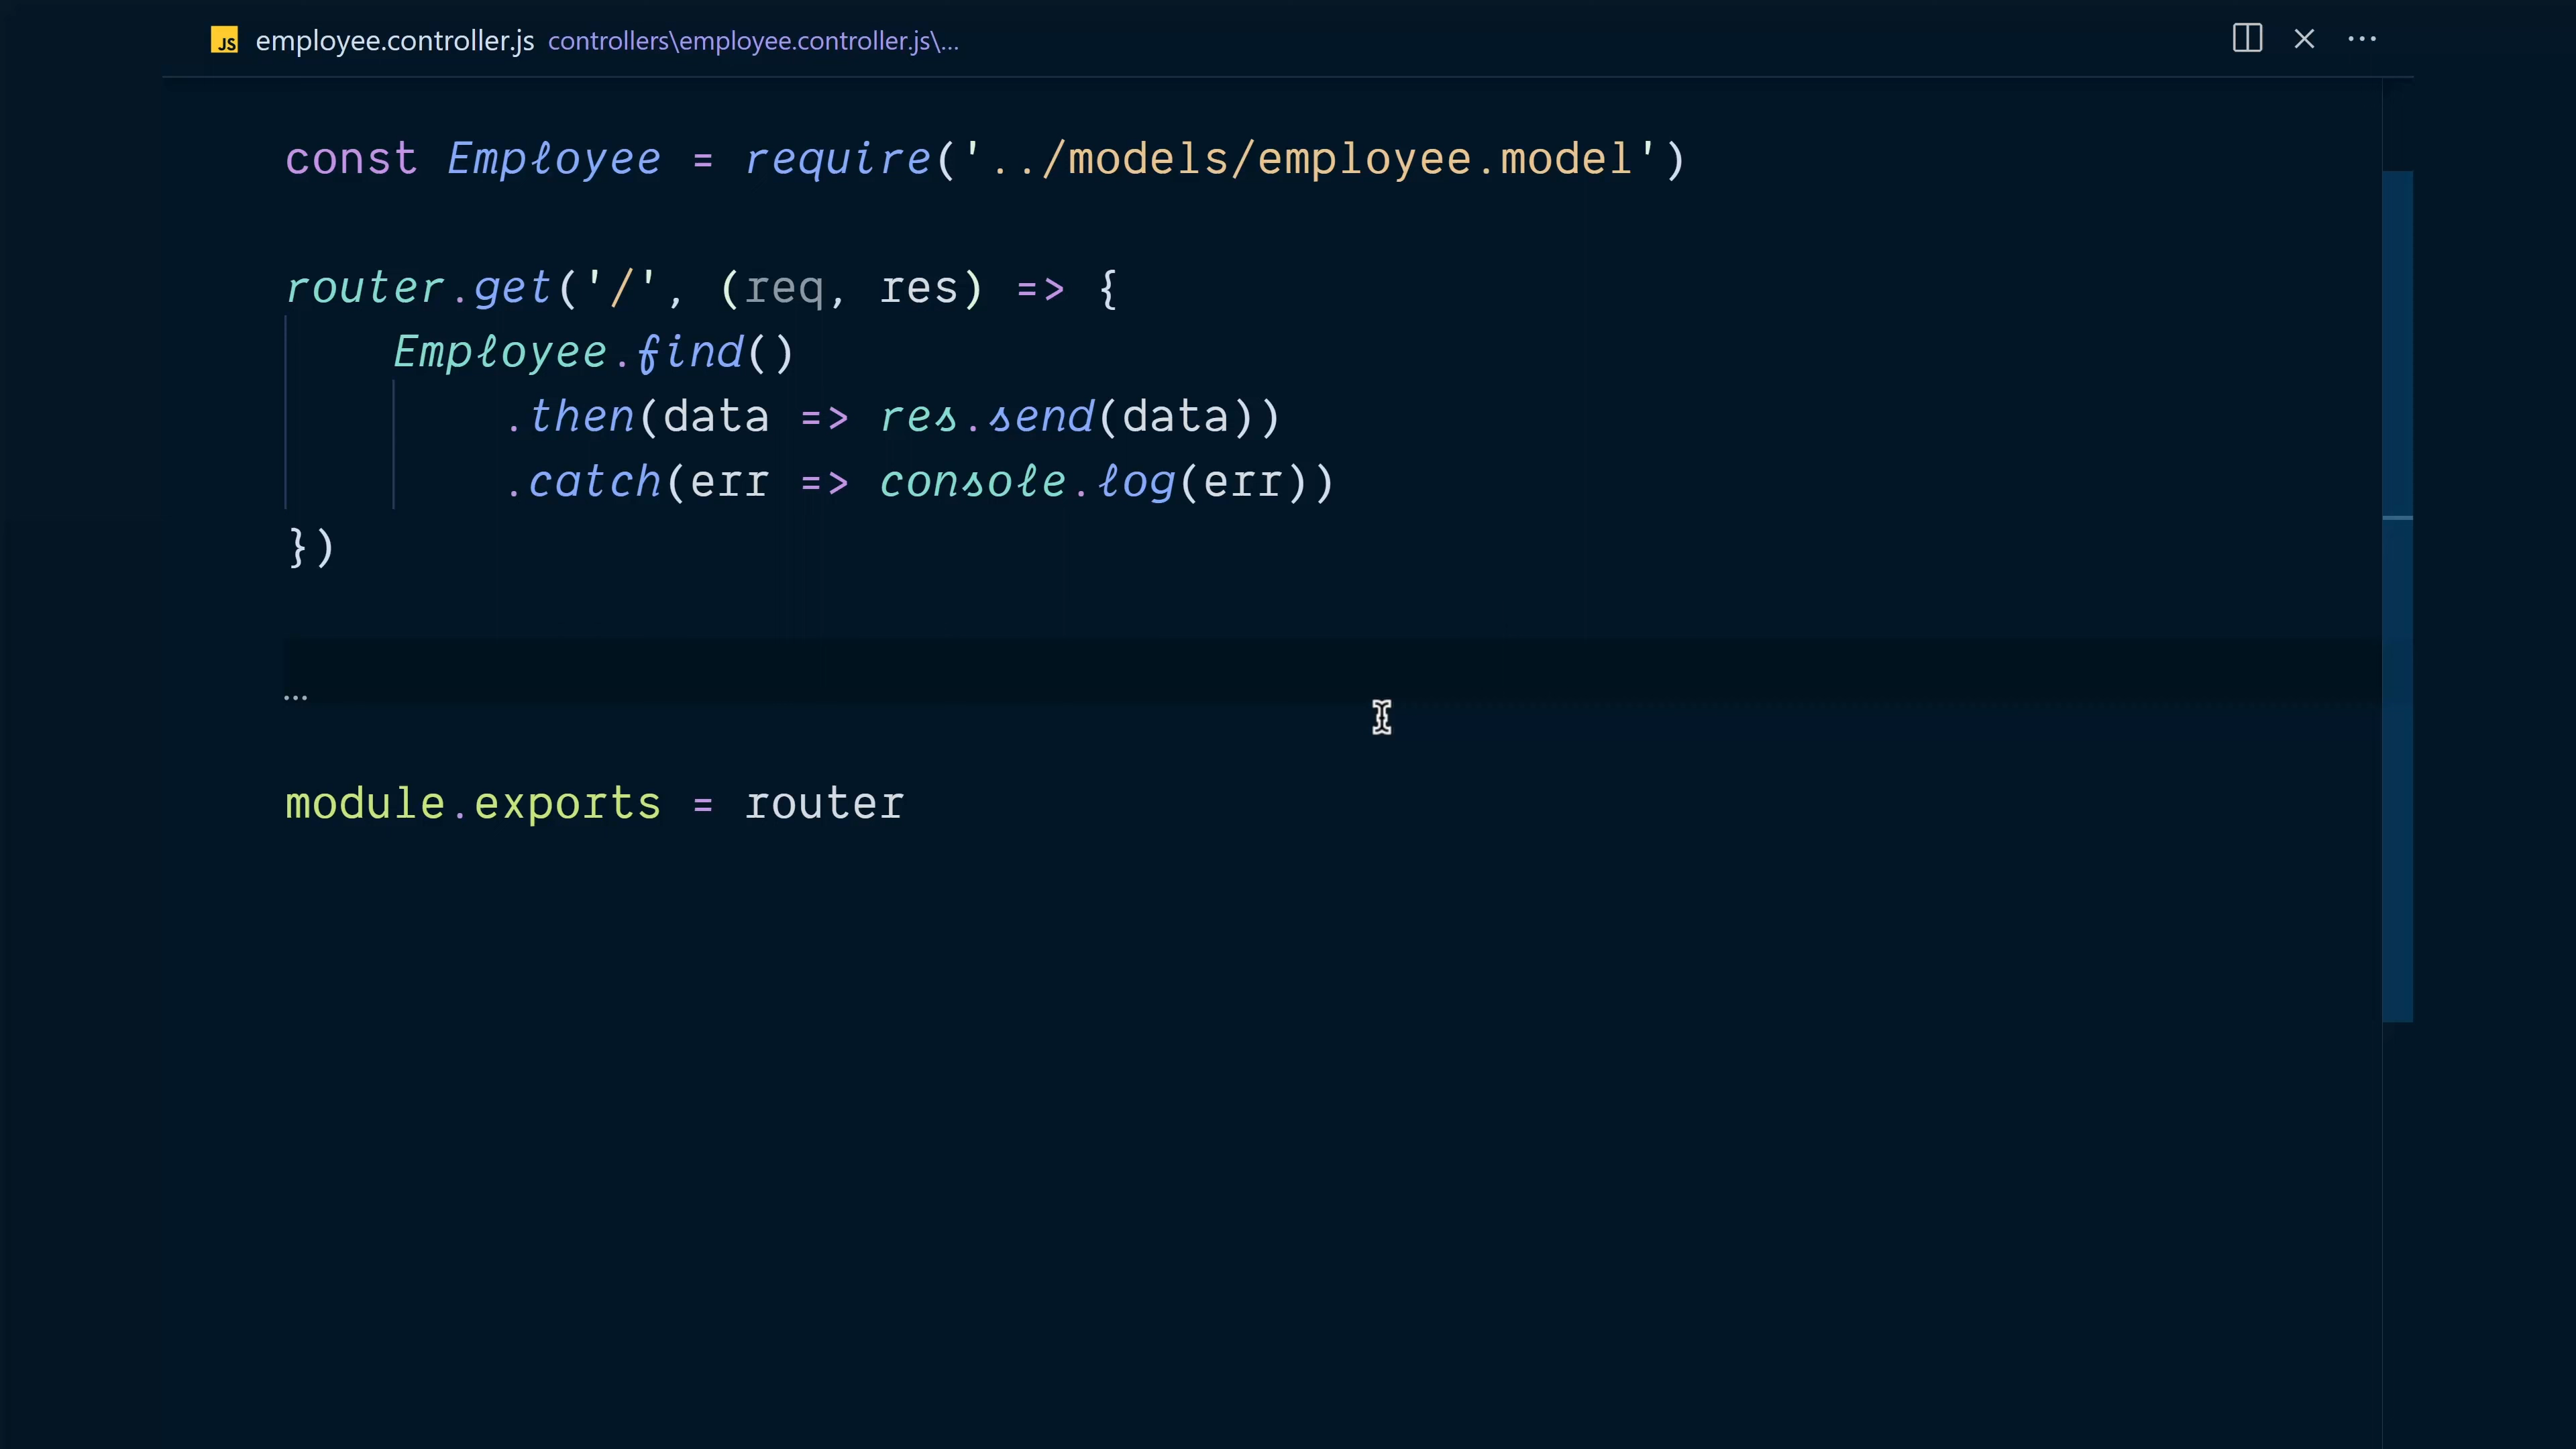 JS employee.controller.js controllers\employee.controller.js\...
const Employee = require('../models/employee.model')
router.get('/', (req, res) => {
Employee.find()
.then(data => res.send(data))
.catch(err => console.log(err))
})
...
module.exports = router